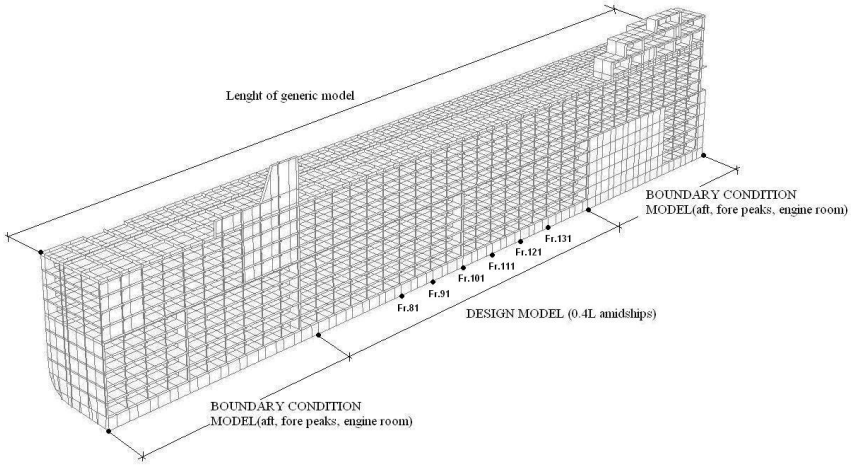 Lenght of generic model
BOUNDARY CONDITION
MODEL(aft, fore peaks, engine room)
Fr.131
Fr.121
Fr.111
Fr.101
Fr.91
Fr.81
DESIGN MODEL (0.4L amidships)
BOUNDARY CONDITION
MODEL(aft, fore peaks, engine room)